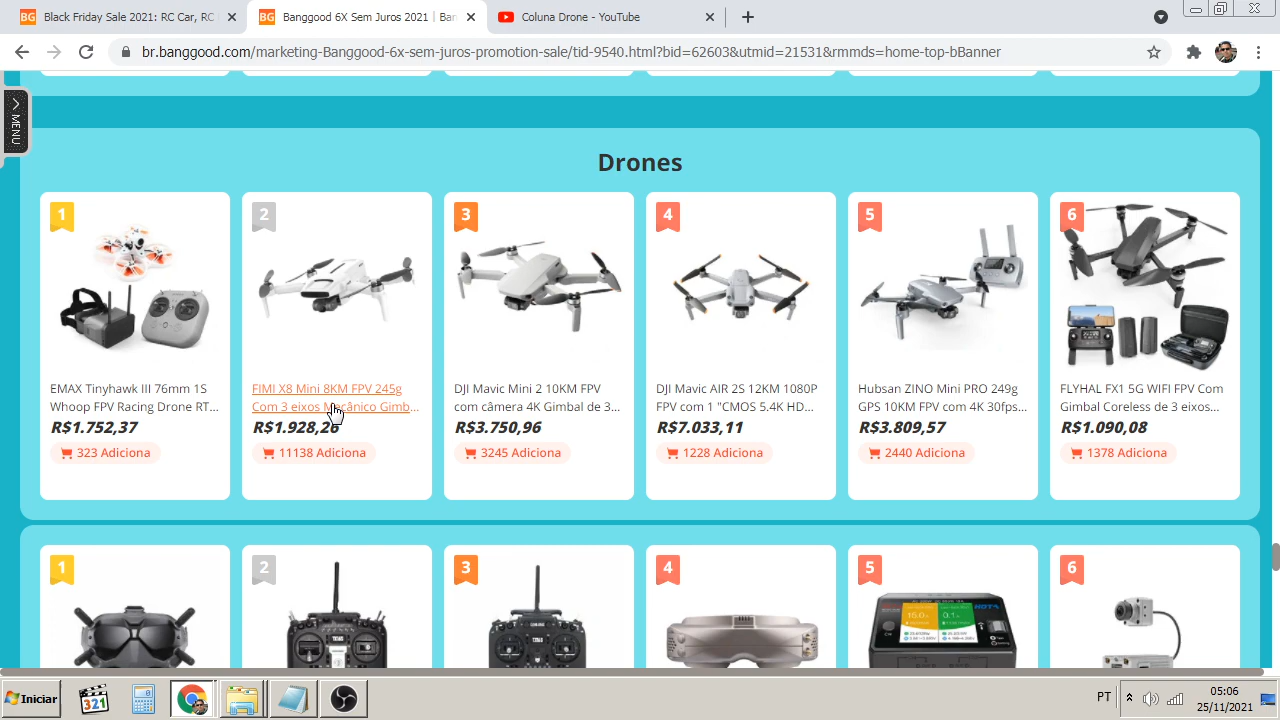 BG Black Friday Sale 2021: RC Car, RC
BG Banggood 6X Sem Juros 2021 | Ban
Coluna Drone - YouTube
br.banggood.com/marketing-Banggood-6x-sem-juros-promotion-sale/tid-9540.html?bid=62603&utmid=21531&rmmds=home-top-bBanner
MENU
Drones
1
2
3
4
5
6
EMAX Tinyhawk III 76mm 1S
Whoop FPV Racing Drone RT...
R$1.752,37
323 Adiciona
FIMI X8 Mini 8KM FPV 245g
Com 3 eixos Mecânico Gimb...
R$1.928,26
11138 Adiciona
DJI Mavic Mini 2 10KM FPV
com câmera 4K Gimbal de 3...
R$3.750,96
3245 Adiciona
DJI Mavic AIR 2S 12KM 1080P
FPV com 1 "CMOS 5.4K HD...
R$7.033,11
1228 Adiciona
Hubsan ZINO Mini PRO 249g
GPS 10KM FPV com 4K 30fps...
R$3.809,57
2440 Adiciona
FLYHAL FX1 5G WIFI FPV Com
Gimbal Coreless de 3 eixos...
R$1.090,08
1378 Adiciona
1
2
3
4
5
6
Iniciar
321
PT
05:06
25/11/2021